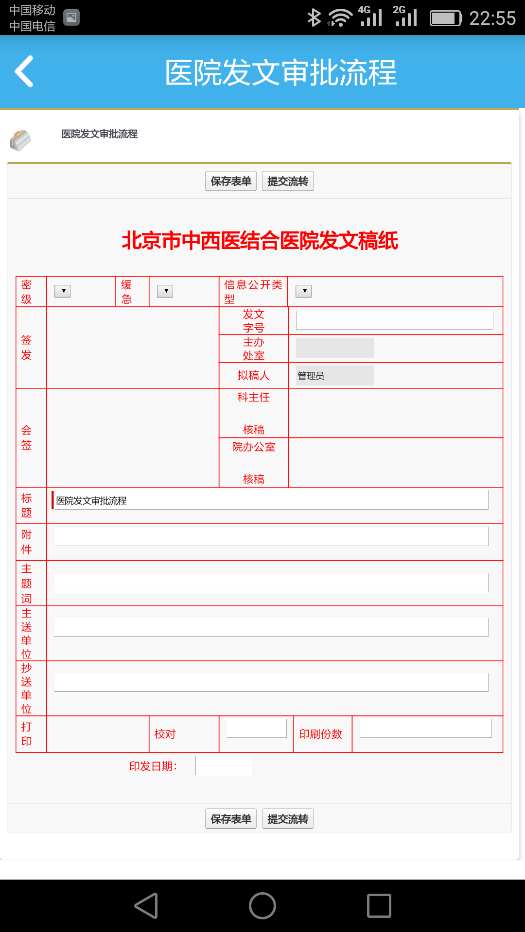 中国移动
中国电信
4G
2G
22:55
医院发文审批流程
医院发文审批流程
保存表单 提交流转
北京市中西医结合医院发文稿纸
密级
缓急
信息公开类型
签发
发文字号
主办处室
拟稿人 管理员
会签
科主任
核稿
院办公室
核稿
标题 医院发文审批流程
附件
主题词
主送单位
抄送单位
打印 校对 印刷份数
印发日期：
保存表单 提交流转